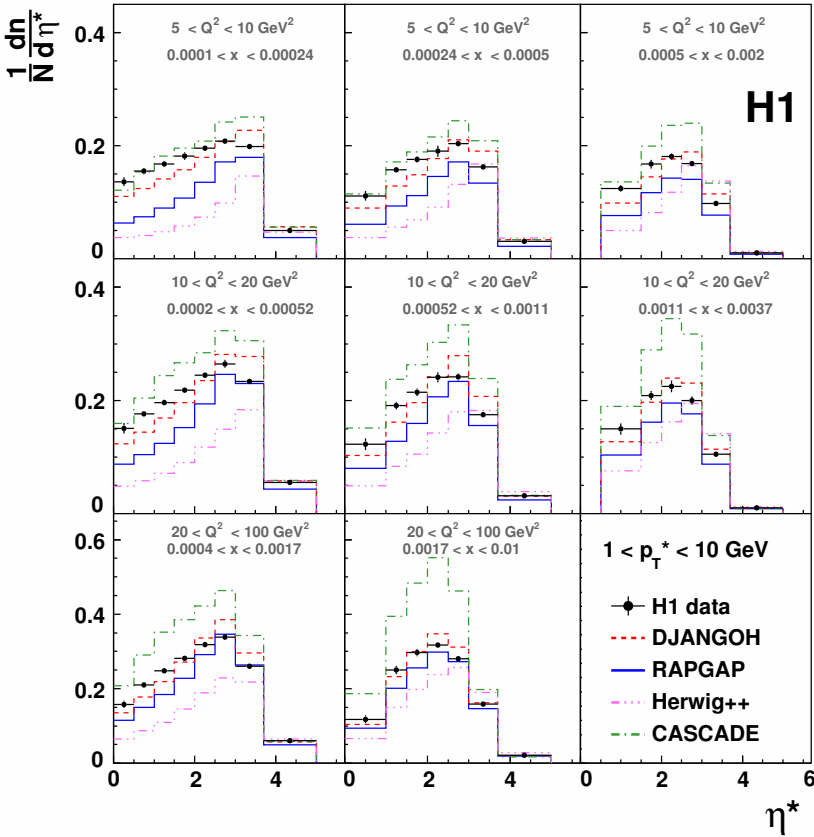 1 dn
N d η*
H1
5 < Q² < 10 GeV²
0.0001 < x < 0.00024
5 < Q² < 10 GeV²
0.00024 < x < 0.0005
5 < Q² < 10 GeV²
0.0005 < x < 0.002
0.4
0.2
0
10 < Q² < 20 GeV²
0.0002 < x < 0.00052
10 < Q² < 20 GeV²
0.00052 < x < 0.0011
10 < Q² < 20 GeV²
0.0011 < x < 0.0037
0.4
0.2
0
20 < Q² < 100 GeV²
0.0004 < x < 0.0017
20 < Q² < 100 GeV²
0.0017 < x < 0.01
0.6
0.4
0.2
0
1 < p_T* < 10 GeV
H1 data
DJANGOH
RAPGAP
Herwig++
CASCADE
0 2 4 0 2 4 0 2 4 6
η*